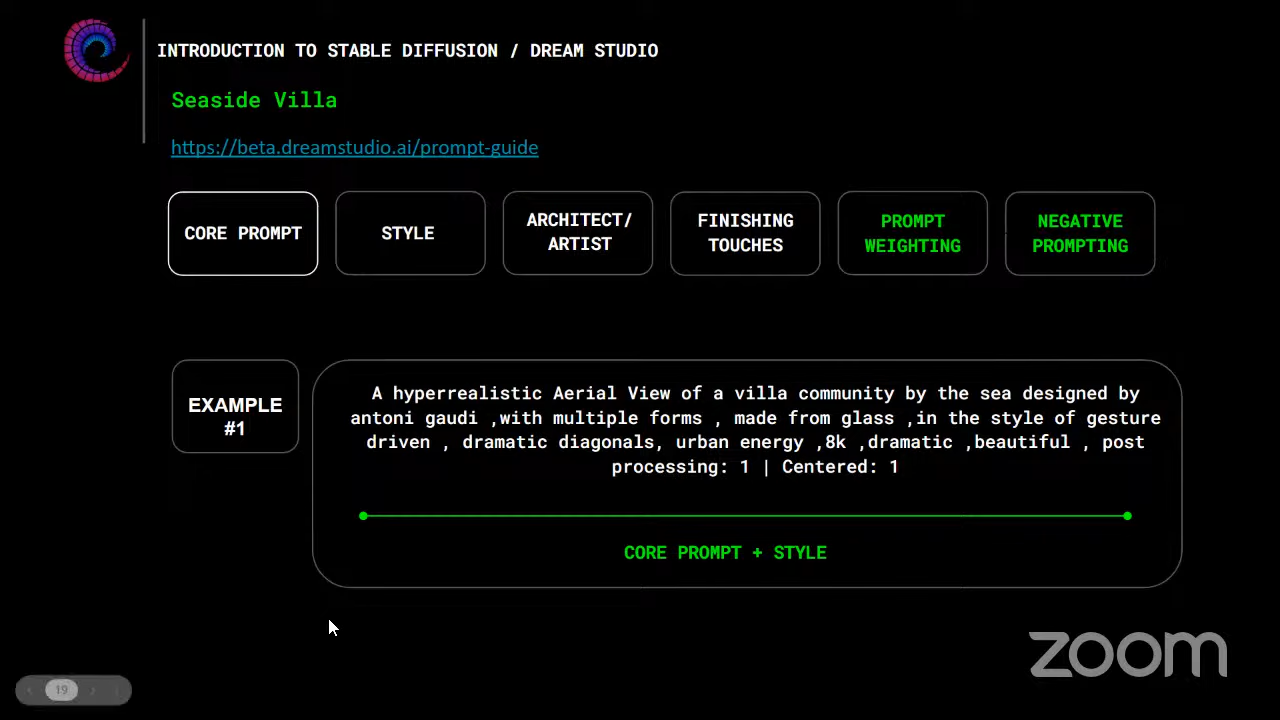 INTRODUCTION TO STABLE DIFFUSION / DREAM STUDIO
Seaside Villa
https://beta.dreamstudio.ai/prompt-guide
CORE PROMPT
STYLE
ARCHITECT/
ARTIST
FINISHING
TOUCHES
PROMPT
WEIGHTING
NEGATIVE
PROMPTING
EXAMPLE
#1
A hyperrealistic Aerial View of a villa community by the sea designed by
antoni gaudi ,with multiple forms , made from glass ,in the style of gesture
driven , dramatic diagonals, urban energy ,8k ,dramatic ,beautiful , post
processing: 1 | Centered: 1
CORE PROMPT + STYLE
zoom
19